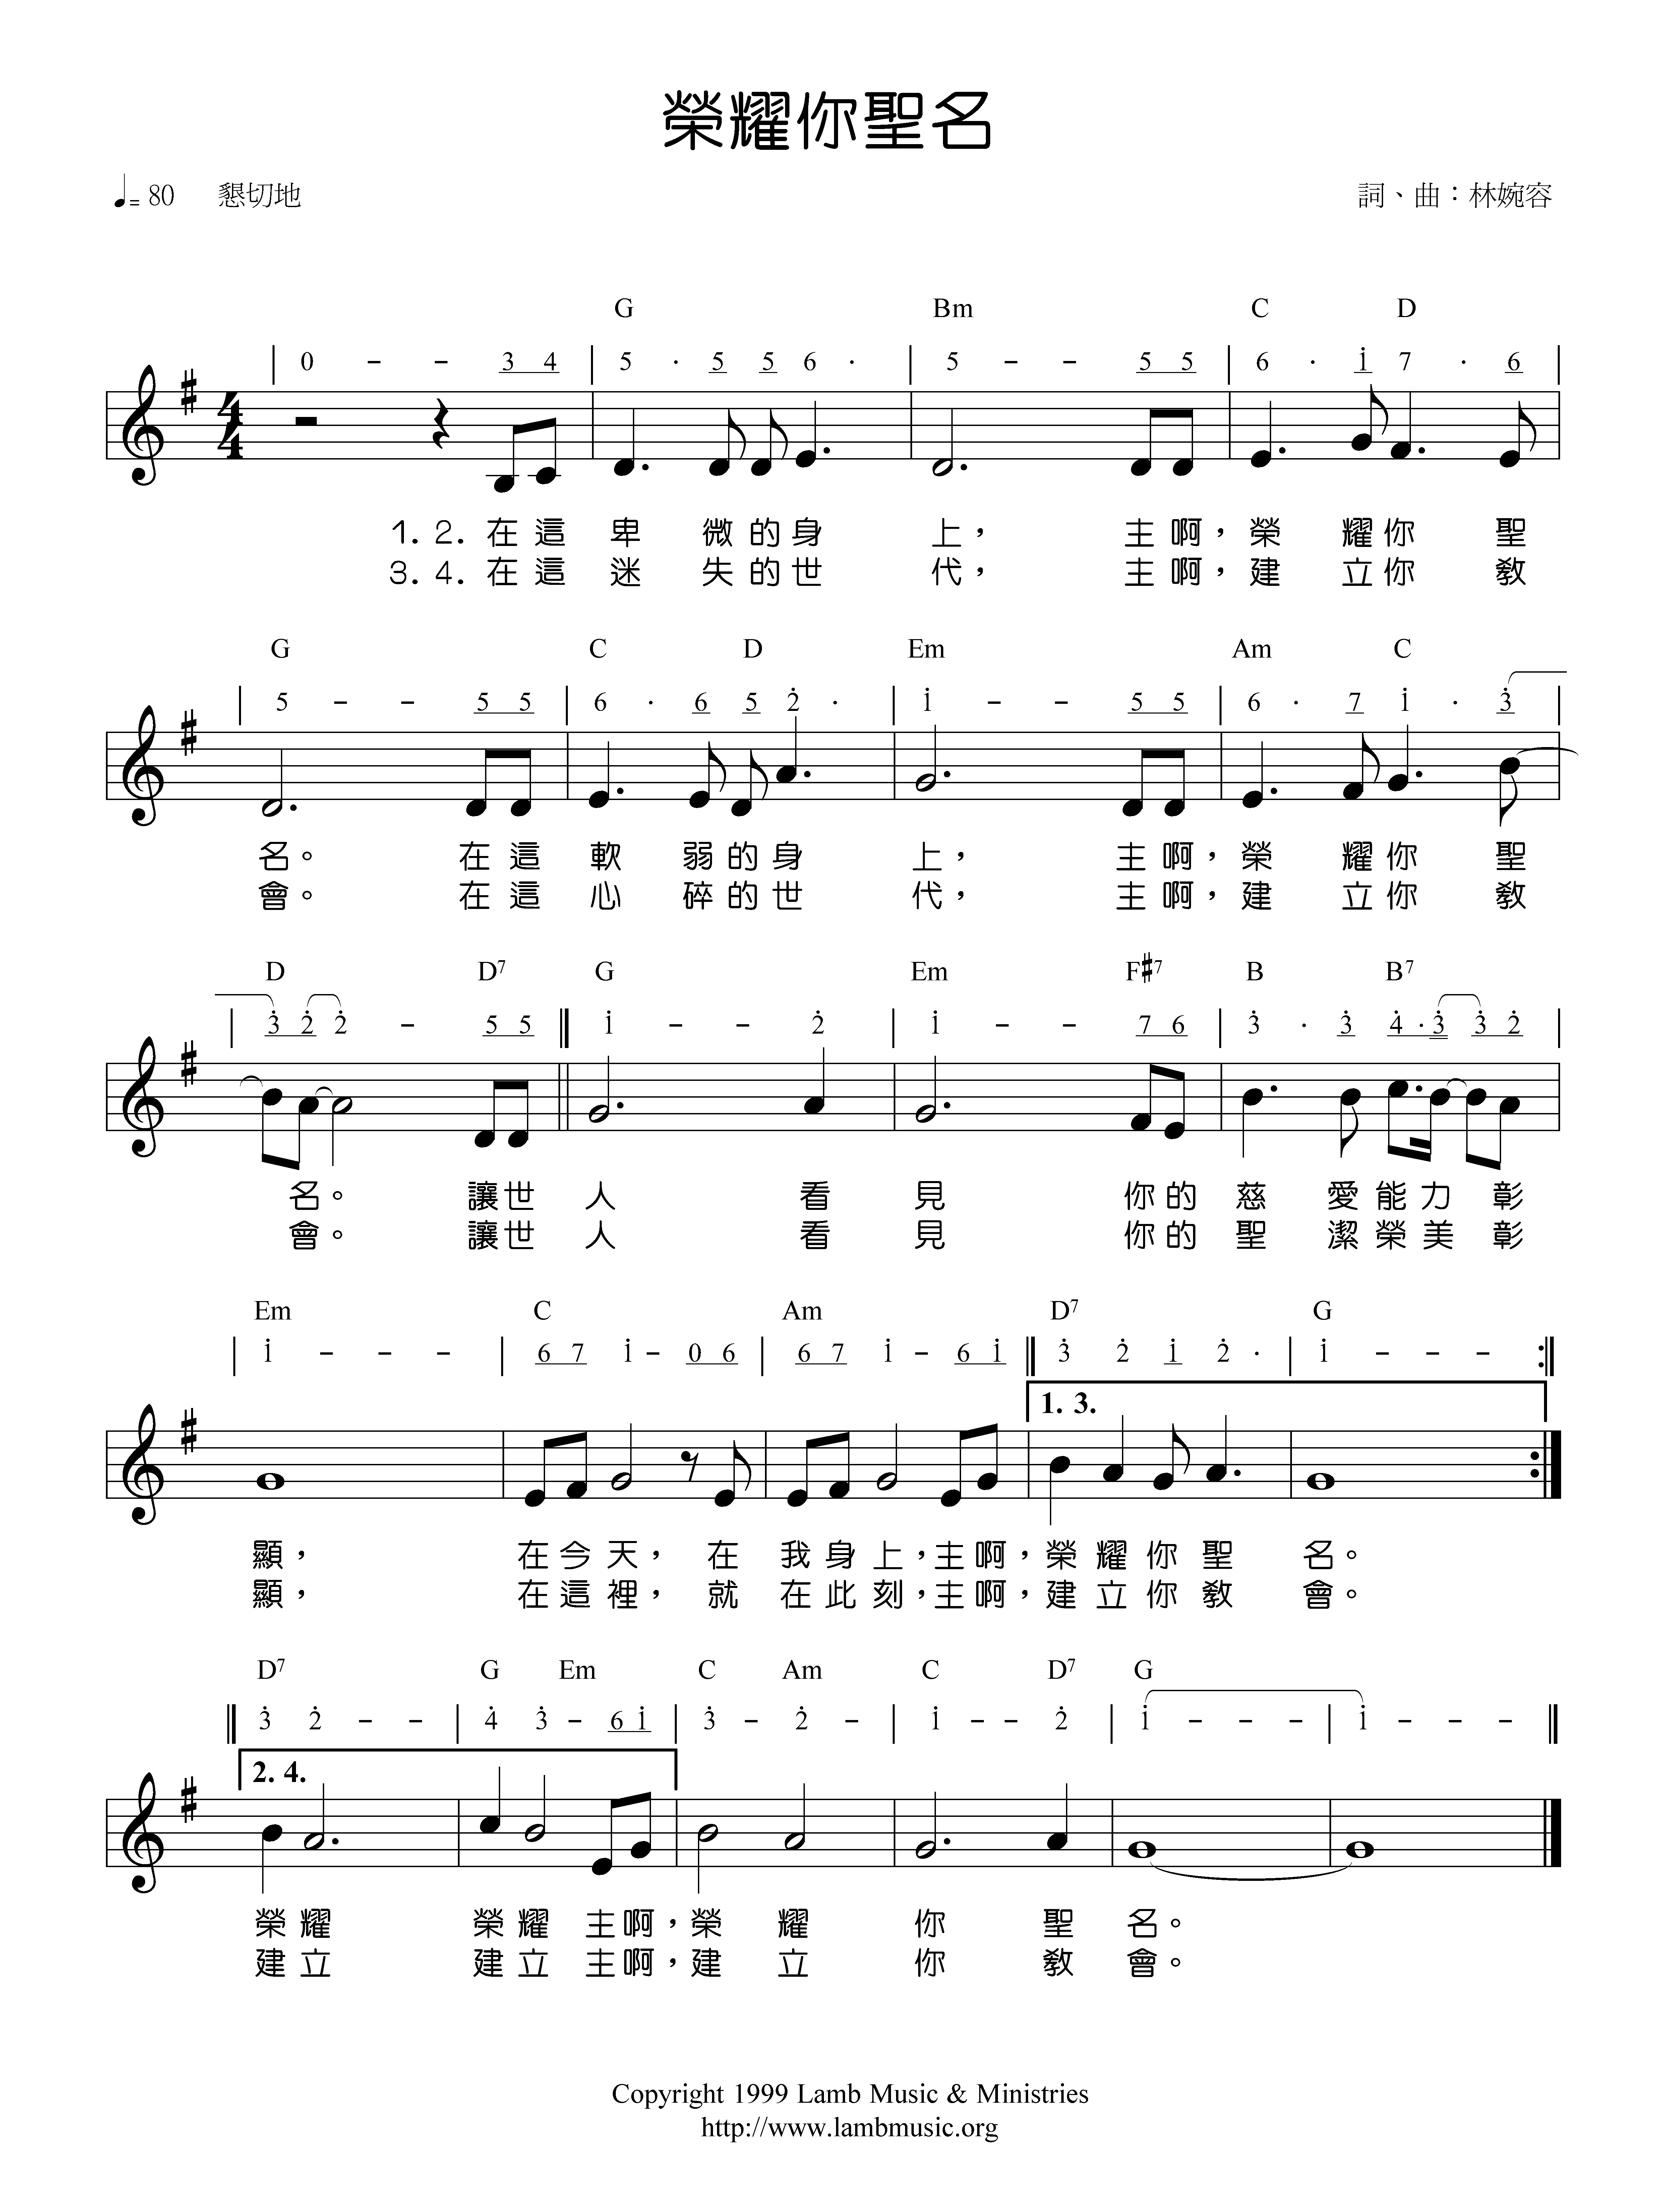 榮耀你聖名
♩= 80 懇切地 詞、曲：林婉容
G Bm C D
| 0 – – 3 4 | 5 · 5 5 6 · | 5 – – 5 5 | 6 · i 7 · 6 |
1. 2. 在這卑微的身上，主啊，榮耀你聖
3. 4. 在這迷失的世代，主啊，建立你教
G C D Em Am C
| 5 – – 5 5 | 6 · 6 5 2̇ · | i – – 5 5 | 6 · 7 i · 3̇ |
名。在這軟弱的身上，主啊，榮耀你聖
會。在這心碎的世代，主啊，建立你教
D D7 G Em F#7 B B7
| 3̇ 2̇ 2̇ – 5 5 || i – – 2̇ | i – – 7 6 | 3̇ · 3̇ 4̇ · 3̇ 3̇ 2̇ |
名。讓世人看見你的慈愛能力彰
會。讓世人看見你的聖潔榮美彰
Em C Am D7 G
| i – – – | 6 7 i – 0 6 | 6 7 i – 6 i || 3̇ 2̇ i 2̇ · | i – – – :||
1. 3.
顯，在今天，在我身上，主啊，榮耀你聖名。
顯，在這裡，就在此刻，主啊，建立你教會。
D7 G Em C Am C D7 G
|| 3̇ 2̇ – – | 4̇ 3̇ – 6 i | 3̇ – 2̇ – | i – – 2̇ | i – – – | i – – – ||
2. 4.
榮耀榮耀主啊，榮耀你聖名。
建立建立主啊，建立你教會。
Copyright 1999 Lamb Music & Ministries
http://www.lambmusic.org